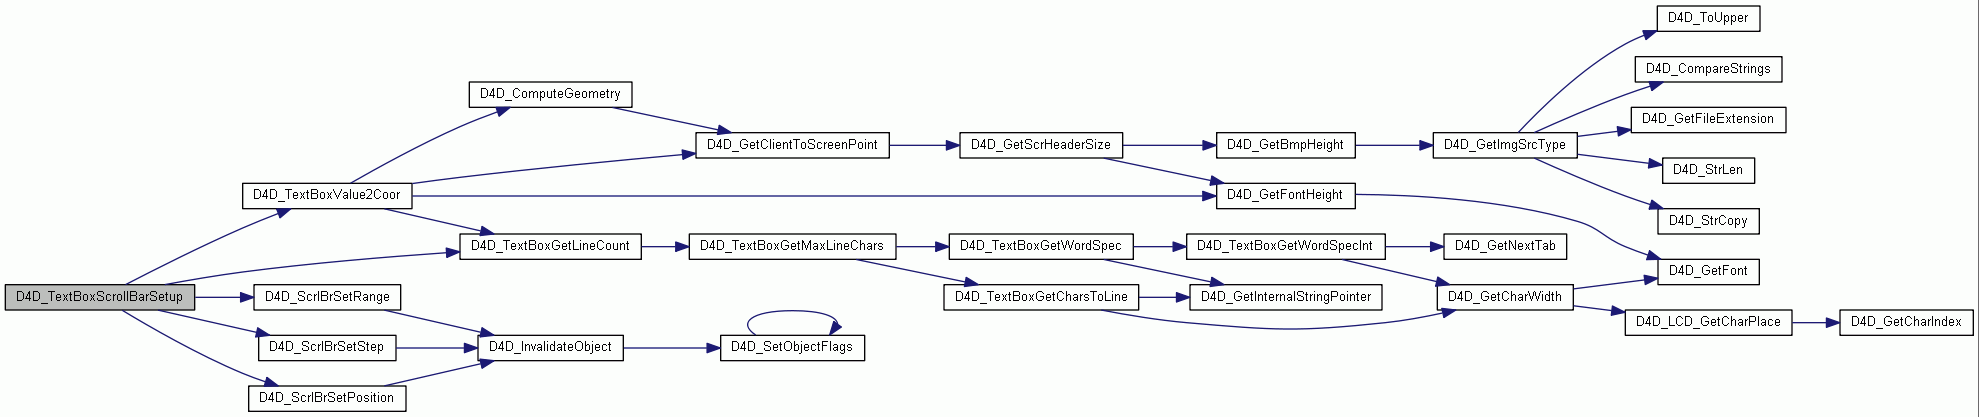 D4D_ToUpper
D4D_CompareStrings
D4D_ComputeGeometry
D4D_GetFileExtension
D4D_GetClientToScreenPoint
D4D_GetScrHeaderSize
D4D_GetBmpHeight
D4D_GetImgSrcType
D4D_StrLen
D4D_TextBoxValue2Coor
D4D_GetFontHeight
D4D_StrCopy
D4D_TextBoxGetLineCount
D4D_TextBoxGetMaxLineChars
D4D_TextBoxGetWordSpec
D4D_TextBoxGetWordSpecInt
D4D_GetNextTab
D4D_GetFont
D4D_TextBoxScrollBarSetup
D4D_ScrlBrSetRange
D4D_TextBoxGetCharsToLine
D4D_GetInternalStringPointer
D4D_GetCharWidth
D4D_LCD_GetCharPlace
D4D_GetCharIndex
D4D_ScrlBrSetStep
D4D_InvalidateObject
D4D_SetObjectFlags
D4D_ScrlBrSetPosition